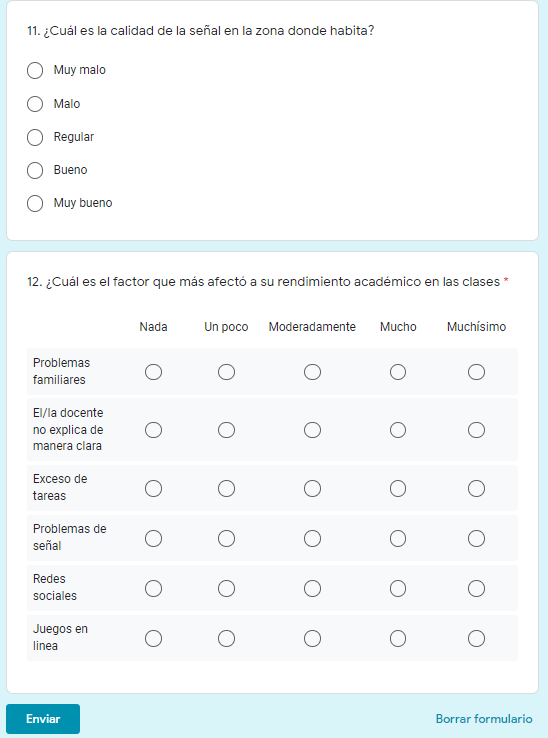 11. ¿Cuál es la calidad de la señal en la zona donde habita?
Muy malo
Malo
Regular
Bueno
Muy bueno
12. ¿Cuál es el factor que más afectó a su rendimiento académico en las clases *
Nada Un poco Moderadamente Mucho Muchísimo
Problemas
familiares
El/la docente
no explica de
manera clara
Exceso de
tareas
Problemas de
señal
Redes
sociales
Juegos en
linea
Enviar Borrar formulario